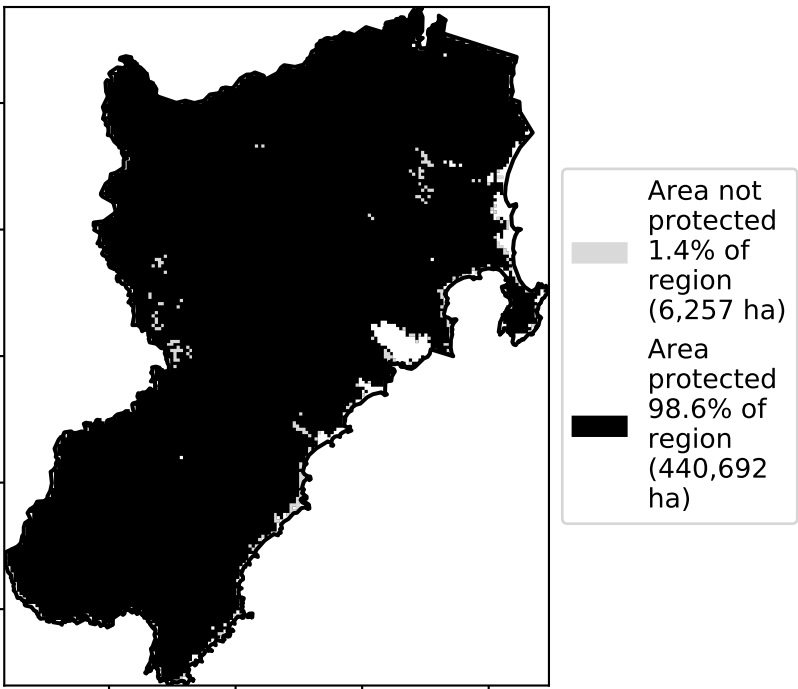 Area not
protected
1.4% of
region
(6,257 ha)
Area
protected
98.6% of
region
(440,692
ha)